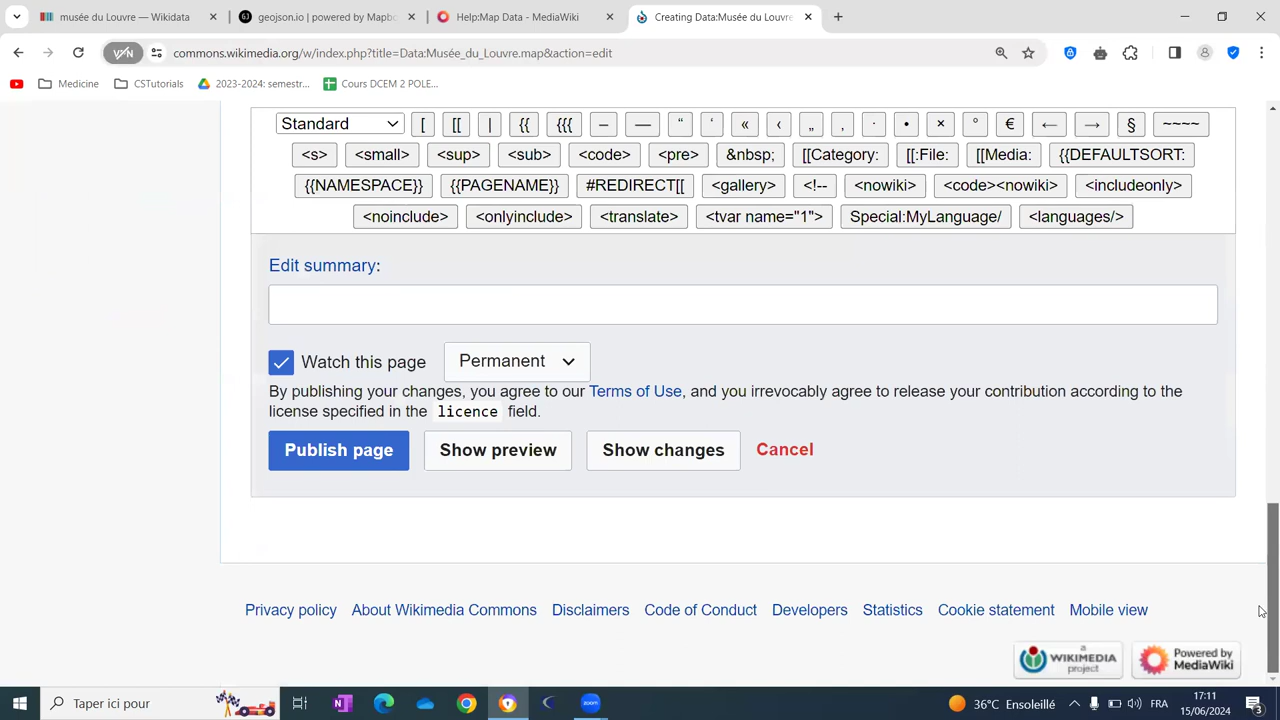 musée du Louvre — Wikidata
geojson.io | powered by Mapbo
Help:Map Data - MediaWiki
Creating Data:Musée du Louvre
commons.wikimedia.org/w/index.php?title=Data:Musée_du_Louvre.map&action=edit
Medicine CSTutorials 2023-2024: semestr... Cours DCEM 2 POLE...
Standard [ [[ | {{ {{{ – — “ ‘ « ‹ „ ‚ · • × ° € ← → § ~~~~
<s> <small> <sup> <sub> <code> <pre> &nbsp; [[Category: [[:File: [[Media: {{DEFAULTSORT:
{{NAMESPACE}} {{PAGENAME}} #REDIRECT[[ <gallery> <!-- <nowiki> <code><nowiki> <includeonly>
<noinclude> <onlyinclude> <translate> <tvar name="1"> Special:MyLanguage/ <languages/>
Edit summary:
Watch this page Permanent
By publishing your changes, you agree to our Terms of Use, and you irrevocably agree to release your contribution according to the
license specified in the licence field.
Publish page Show preview Show changes Cancel
Privacy policy About Wikimedia Commons Disclaimers Code of Conduct Developers Statistics Cookie statement Mobile view
a
WIKIMEDIA
project
Powered by
MediaWiki
Taper ici pour
zoom
36°C Ensoleillé
FRA
17:11
15/06/2024
3